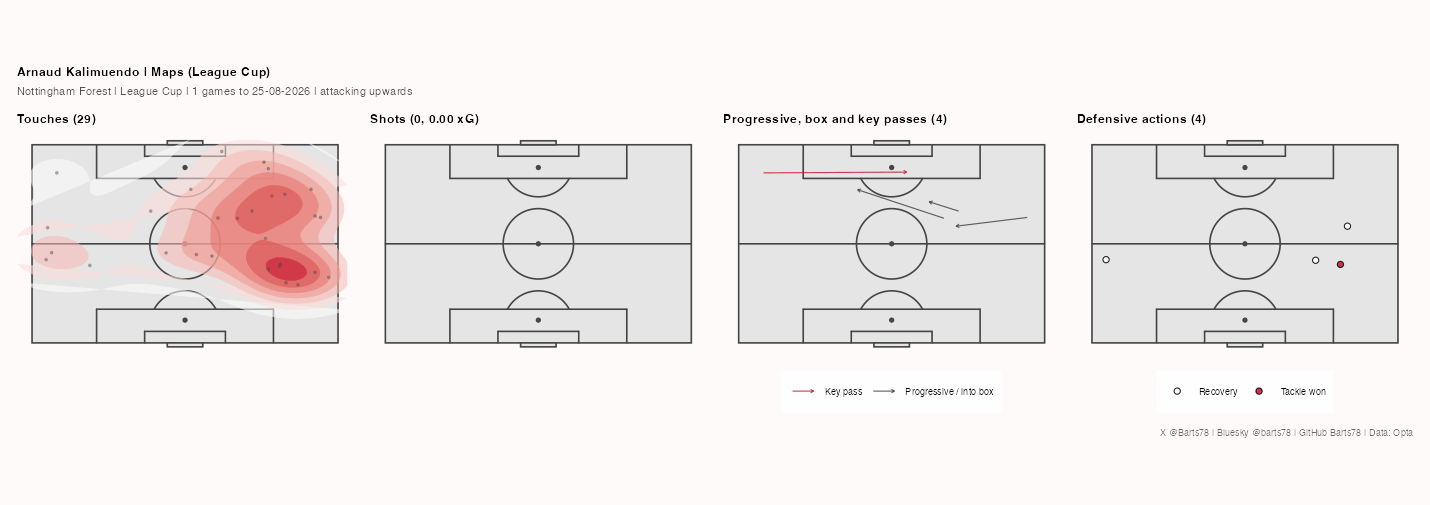 Arnaud Kalimuendo | Maps (League Cup)
Nottingham Forest | League Cup | 1 games to 25-08-2026 | attacking upwards
Touches (29)
Shots (0, 0.00 xG)
Progressive, box and key passes (4)
Defensive actions (4)
Key pass
Progressive / into box
Recovery
Tackle won
X @Barts78 | Bluesky @barts78 | GitHub Barts78 | Data: Opta